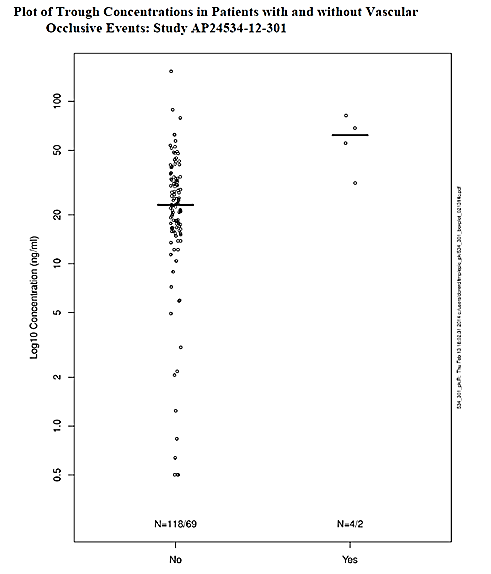 Plot of Trough Concentrations in Patients with and without Vascular
Occlusive Events: Study AP24534-12-301
Log10 Concentration (ng/ml)
100
50
20
10
5
2
1.0
0.5
N=118/69
N=4/2
No
Yes